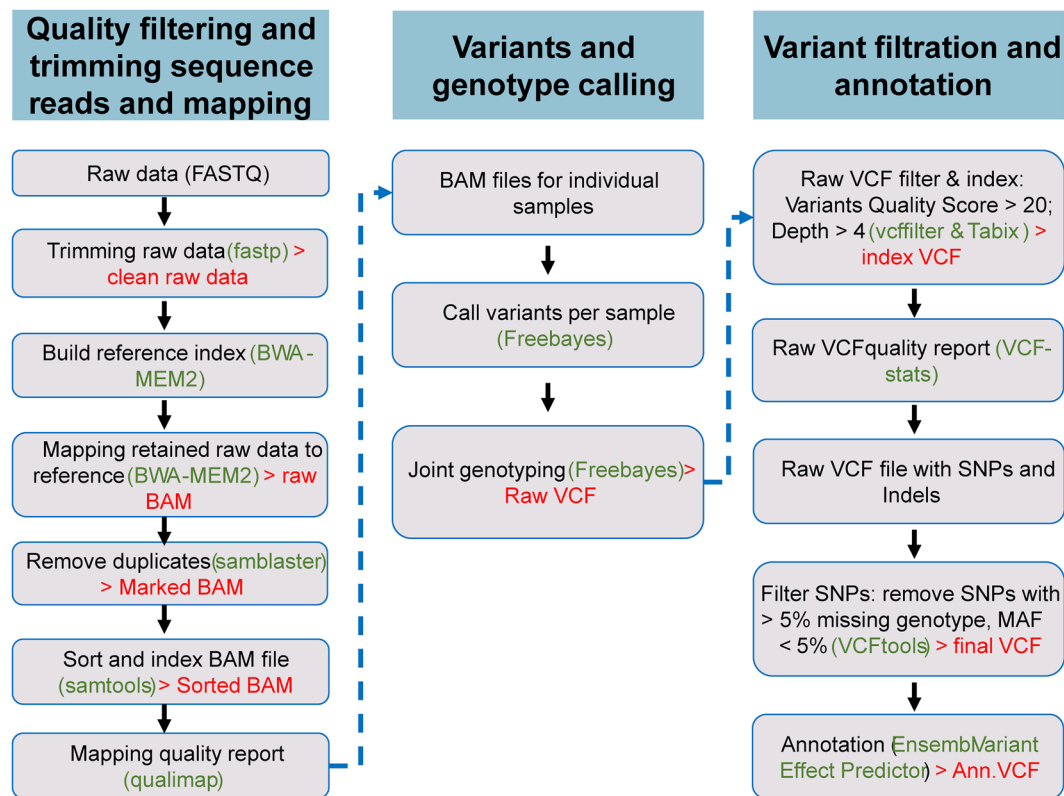 Quality filtering and
trimming sequence
reads and mapping
Raw data (FASTQ)
Trimming raw data (fastp) >
clean raw data
Build reference index (BWA-
MEM2)
Mapping retained raw data to
reference (BWA-MEM2) > raw
BAM
Remove duplicates (samblaster)
> Marked BAM
Sort and index BAM file
(samtools) > Sorted BAM
Mapping quality report
(qualimap)
Variants and
genotype calling
BAM files for individual
samples
Call variants per sample
(Freebayes)
Joint genotyping (Freebayes) >
Raw VCF
Variant filtration and
annotation
Raw VCF filter & index:
Variants Quality Score > 20;
Depth > 4 (vcffilter & Tabix) >
index VCF
Raw VCFquality report (VCF-
stats)
Raw VCF file with SNPs and
Indels
Filter SNPs: remove SNPs with
> 5% missing genotype, MAF
< 5% (VCFtools) > final VCF
Annotation (Ensembl Variant
Effect Predictor) > Ann.VCF